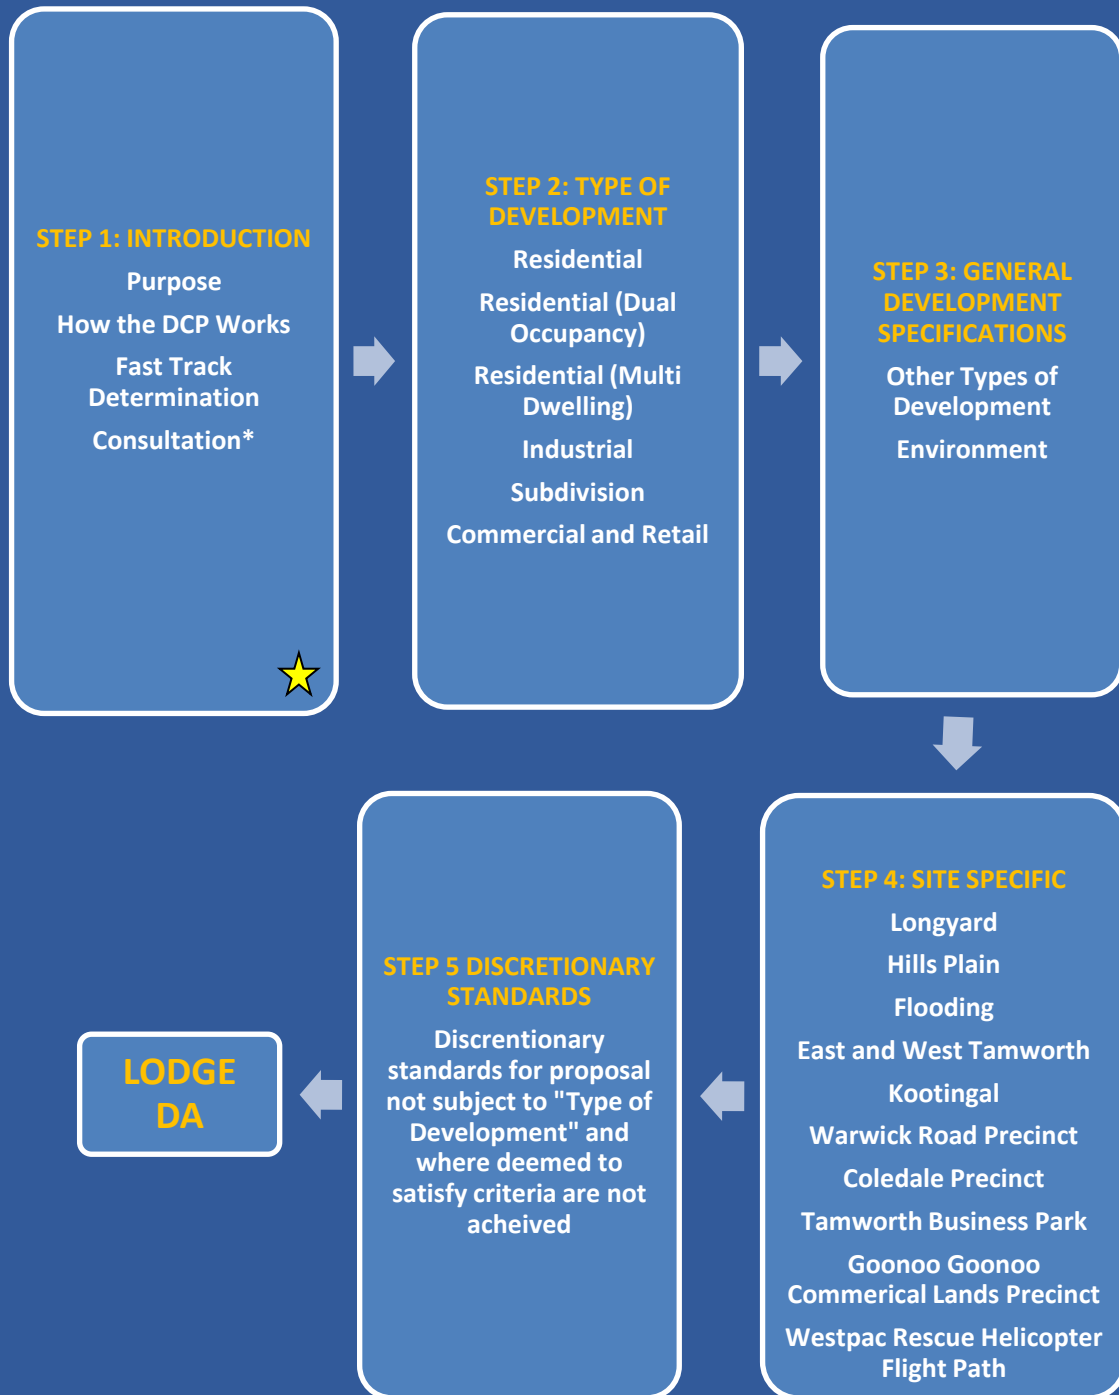 STEP 1: INTRODUCTION
Purpose
How the DCP Works
Fast Track
Determination
Consultation*
STEP 2: TYPE OF
DEVELOPMENT
Residential
Residential (Dual
Occupancy)
Residential (Multi
Dwelling)
Industrial
Subdivision
Commercial and Retail
STEP 3: GENERAL
DEVELOPMENT
SPECIFICATIONS
Other Types of
Development
Environment
STEP 4: SITE SPECIFIC
Longyard
Hills Plain
Flooding
East and West Tamworth
Kootingal
Warwick Road Precinct
Coledale Precinct
Tamworth Business Park
Goonoo Goonoo
Commerical Lands Precinct
Westpac Rescue Helicopter
Flight Path
STEP 5 DISCRETIONARY
STANDARDS
Discrentionary
standards for proposal
not subject to "Type of
Development" and
where deemed to
satisfy criteria are not
acheived
LODGE
DA